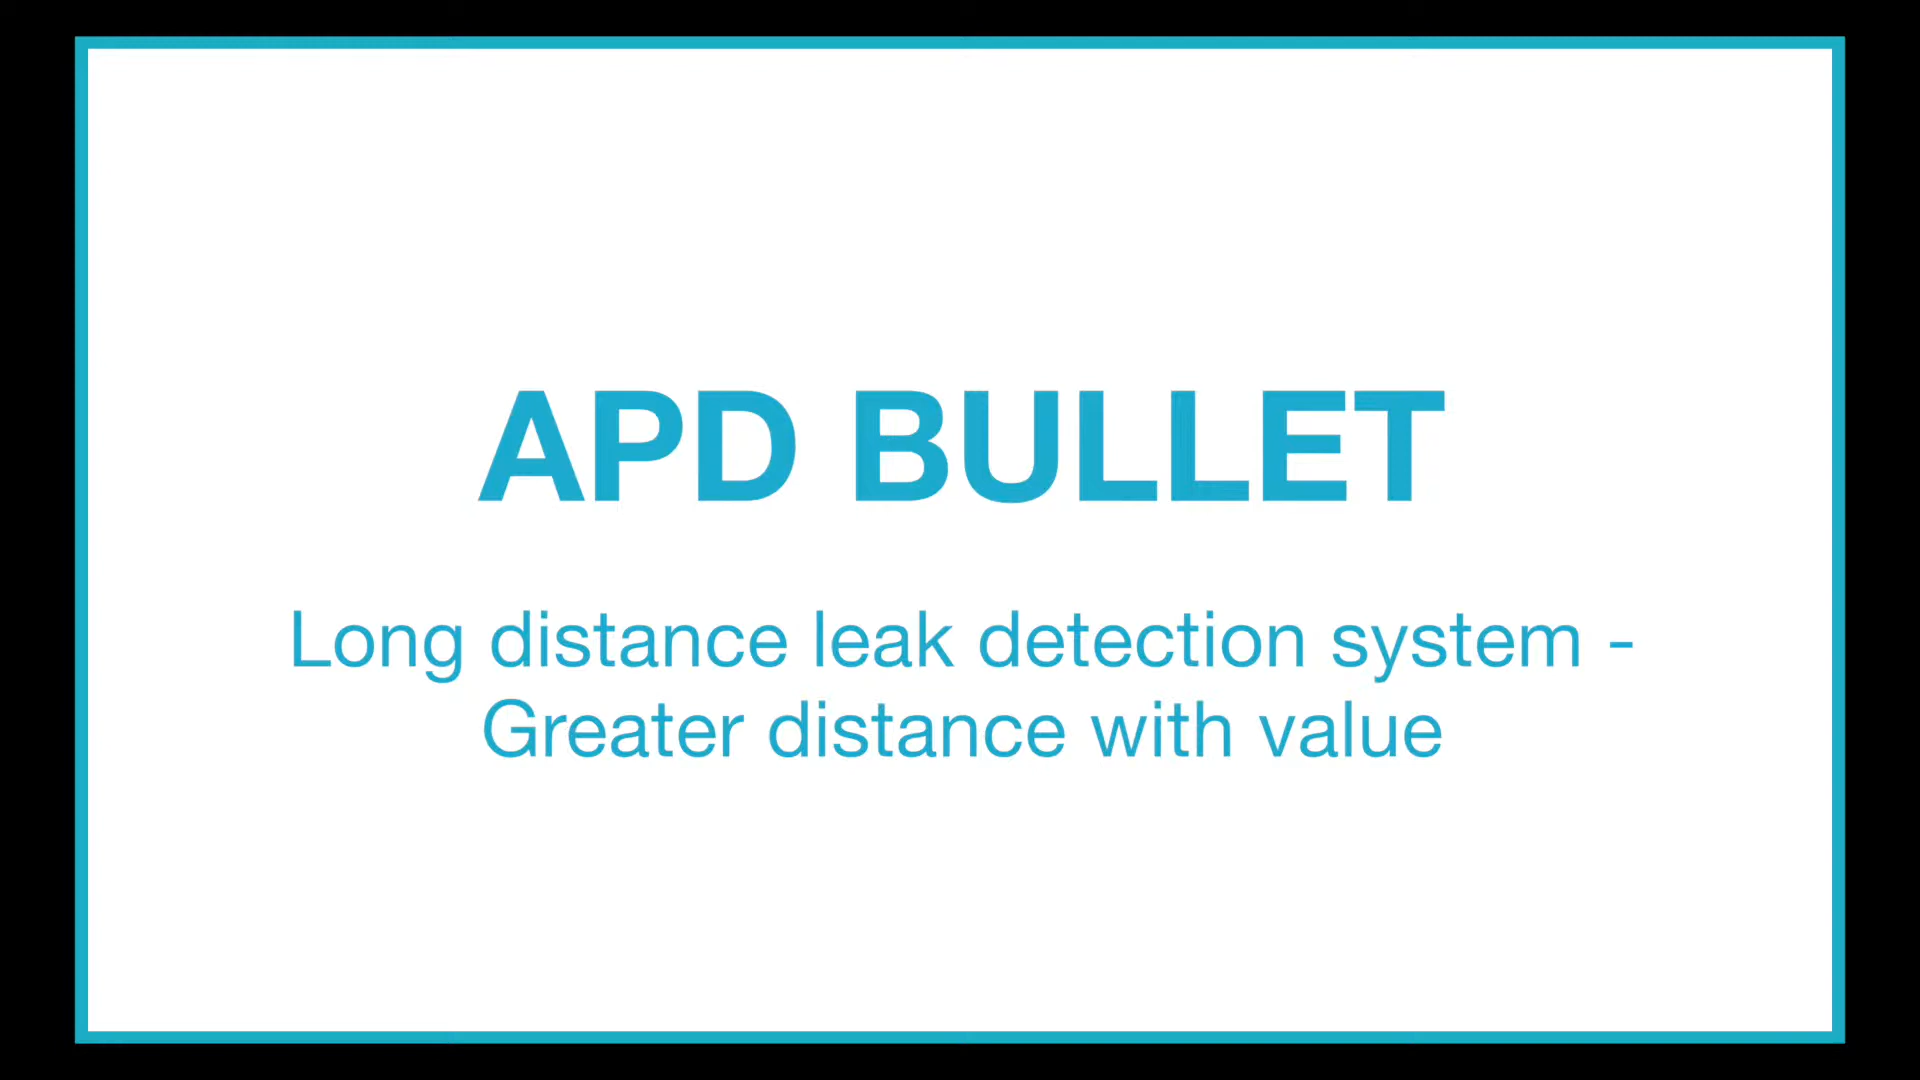 APD BULLET
Long distance leak detection system -
Greater distance with value